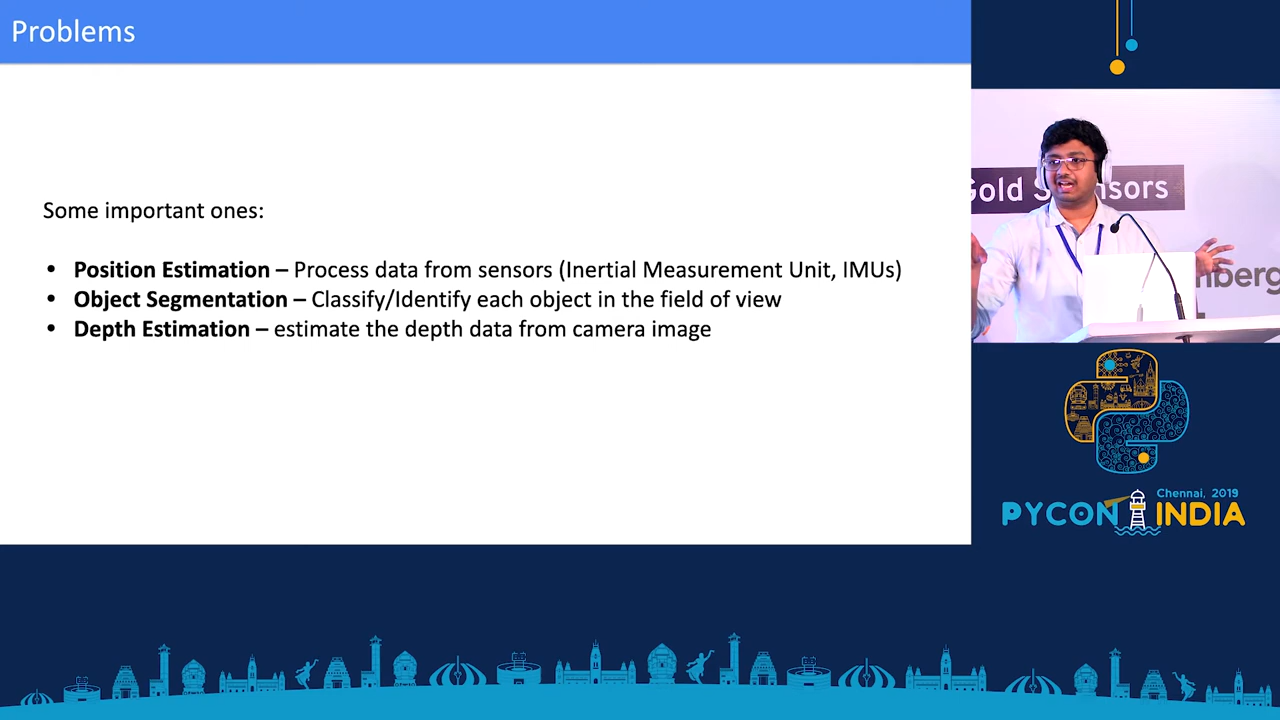 Problems
Some important ones:
• Position Estimation – Process data from sensors (Inertial Measurement Unit, IMUs)
• Object Segmentation – Classify/Identify each object in the field of view
• Depth Estimation – estimate the depth data from camera image
Gold S nsors
nberg
Chennai, 2019
PYCON INDIA